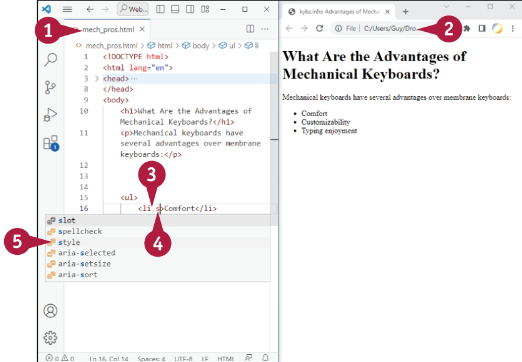 Web...
1
mech_pros.html
mech_pros.html > html > body > ul > li
1 <!DOCTYPE html>
2 <html lang="en">
3 > <head>…
8 </head>
9 <body>
10 <h1>What Are the Advantages of
Mechanical Keyboards?</h1>
11 <p>Mechanical keyboards have
several advantages over membrane
keyboards:</p>
12
13
14
15 <ul>
16 <li s>Comfort</li>
3
4
5
slot
spellcheck
style
aria-selected
aria-setsize
aria-sort
0 0 Ln 16, Col 14 Spaces: 4 UTF-8 LF HTML
kybz.info: Advantages of Mecha
File | C:/Users/Guy/Dro...
2
What Are the Advantages of
Mechanical Keyboards?
Mechanical keyboards have several advantages over membrane keyboards:
• Comfort
• Customizability
• Typing enjoyment